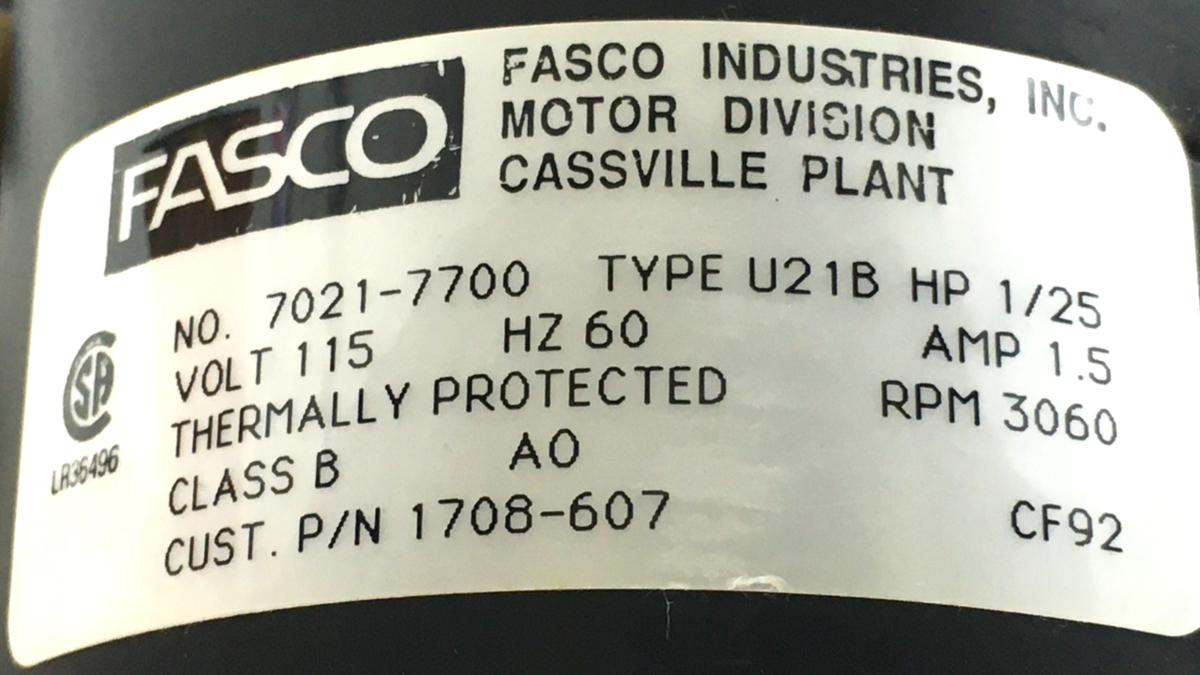 FASCO
FASCO INDUSTRIES, INC.
MOTOR DIVISION
CASSVILLE PLANT
NO. 7021-7700 TYPE U21B HP 1/25
VOLT 115 HZ 60 AMP 1.5
THERMALLY PROTECTED RPM 3060
CLASS B AO
CUST. P/N 1708-607 CF92
SA
LR36496